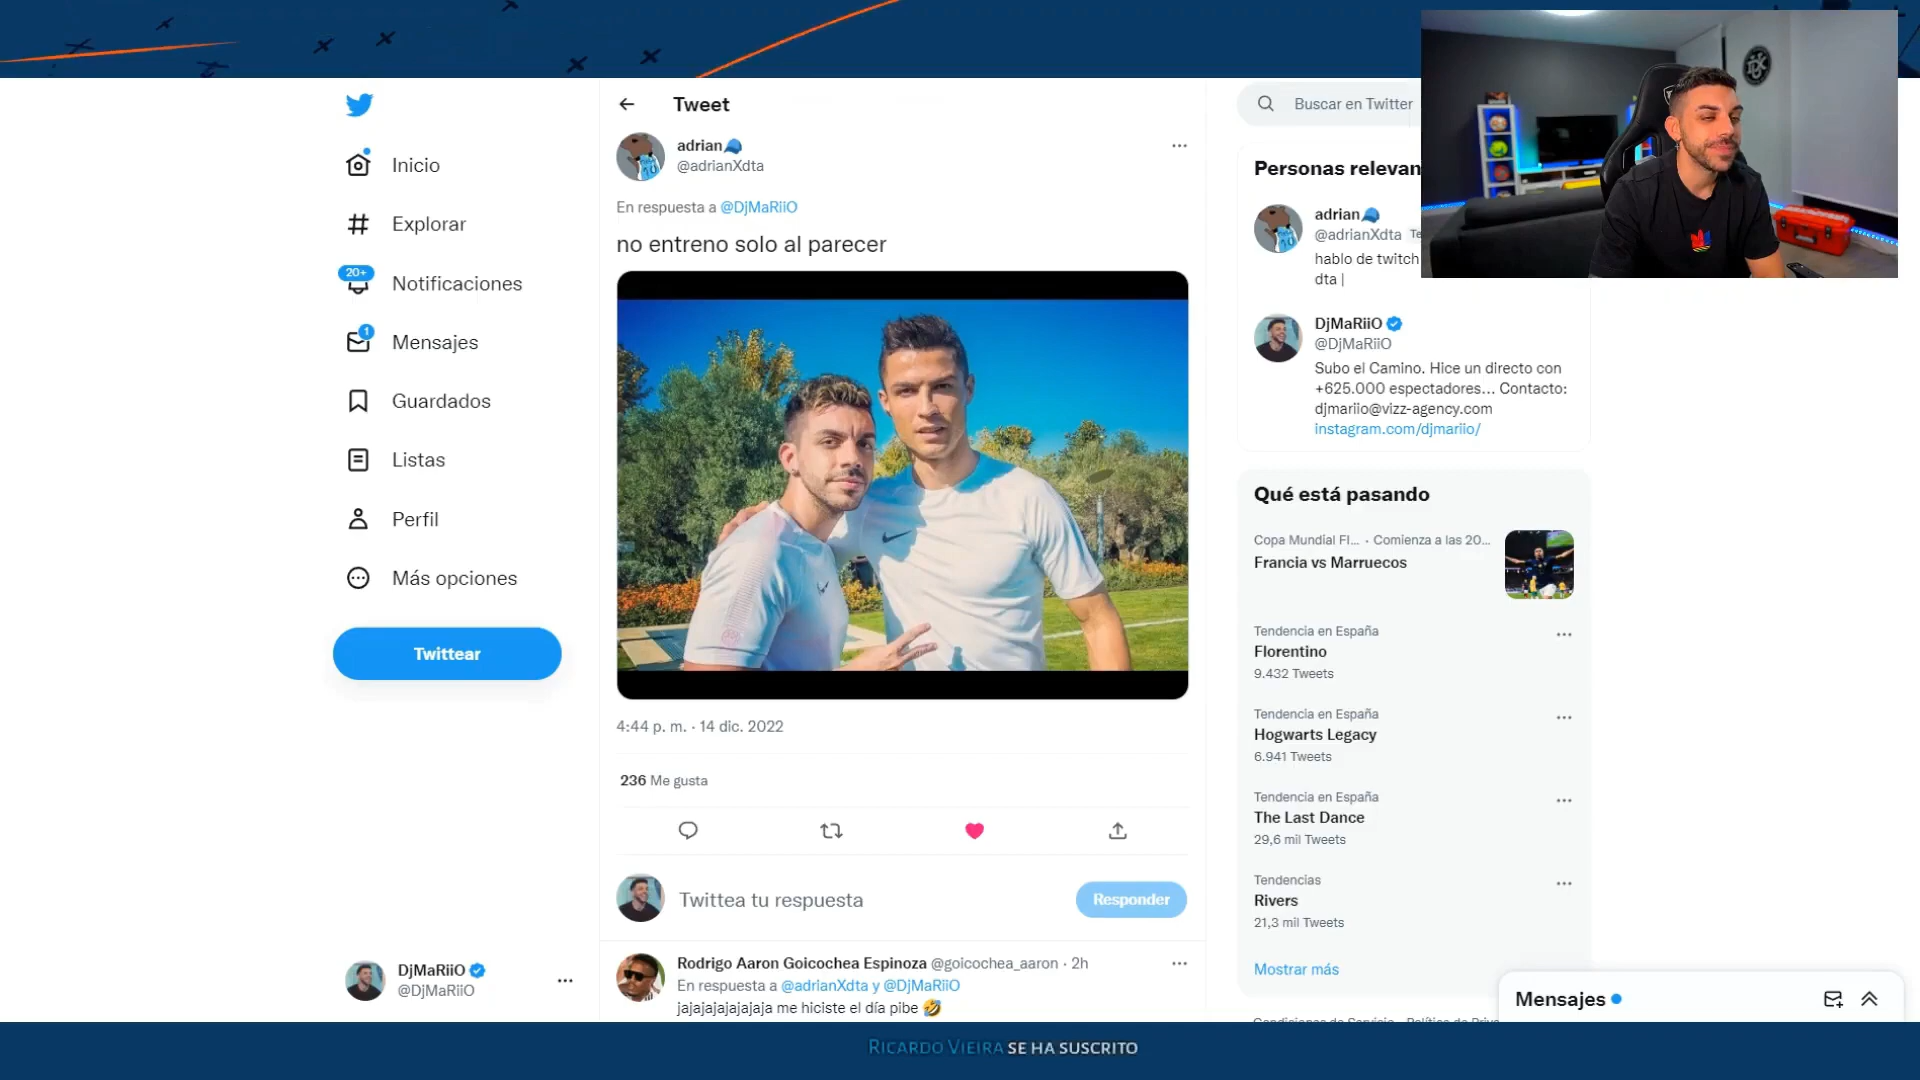 Inicio
Explorar
20+
Notificaciones
1
Mensajes
Guardados
Listas
Perfil
Más opciones
Twittear
DjMaRiiO
@DjMaRiiO
Tweet
adrian🧢
@adrianXdta
En respuesta a @DjMaRiiO
no entreno solo al parecer
4:44 p. m. · 14 dic. 2022
236 Me gusta
Twittea tu respuesta
Responder
Rodrigo Aaron Goicochea Espinoza @goicochea_aaron · 2h
En respuesta a @adrianXdta y @DjMaRiiO
jajajajajajajaja me hiciste el día pibe 🤣
Buscar en Twitter
Personas relevan
adrian🧢
@adrianXdta Te
hablo de twitch
dta |
DjMaRiiO
@DjMaRiiO
Subo el Camino. Hice un directo con
+625.000 espectadores... Contacto:
djmariio@vizz-agency.com
instagram.com/djmariio/
Qué está pasando
Copa Mundial FI... · Comienza a las 20...
Francia vs Marruecos
Tendencia en España
Florentino
9.432 Tweets
Tendencia en España
Hogwarts Legacy
6.941 Tweets
Tendencia en España
The Last Dance
29,6 mil Tweets
Tendencias
Rivers
21,3 mil Tweets
Mostrar más
Mensajes
RICARDO VIEIRA SE HA SUSCRITO